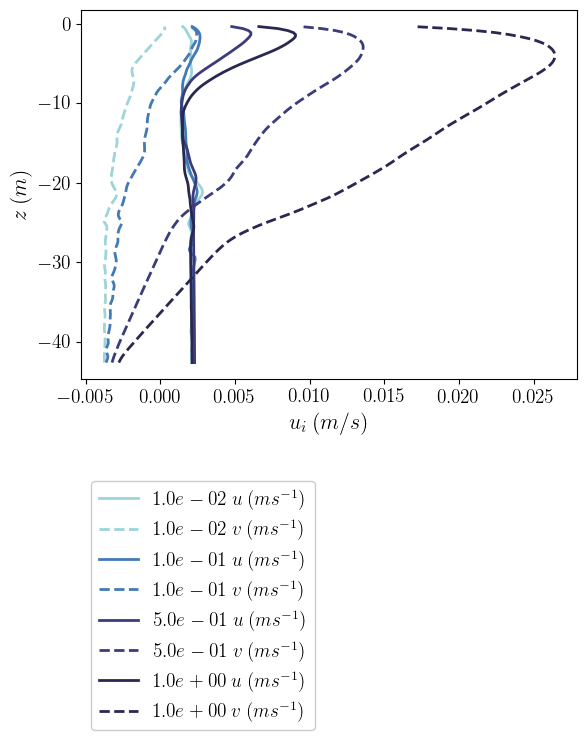 0
−10
−20
−30
−40
z (m)
−0.005 0.000 0.005 0.010 0.015 0.020 0.025
u_i (m/s)
1.0e − 02 u (ms⁻¹)
1.0e − 02 v (ms⁻¹)
1.0e − 01 u (ms⁻¹)
1.0e − 01 v (ms⁻¹)
5.0e − 01 u (ms⁻¹)
5.0e − 01 v (ms⁻¹)
1.0e + 00 u (ms⁻¹)
1.0e + 00 v (ms⁻¹)